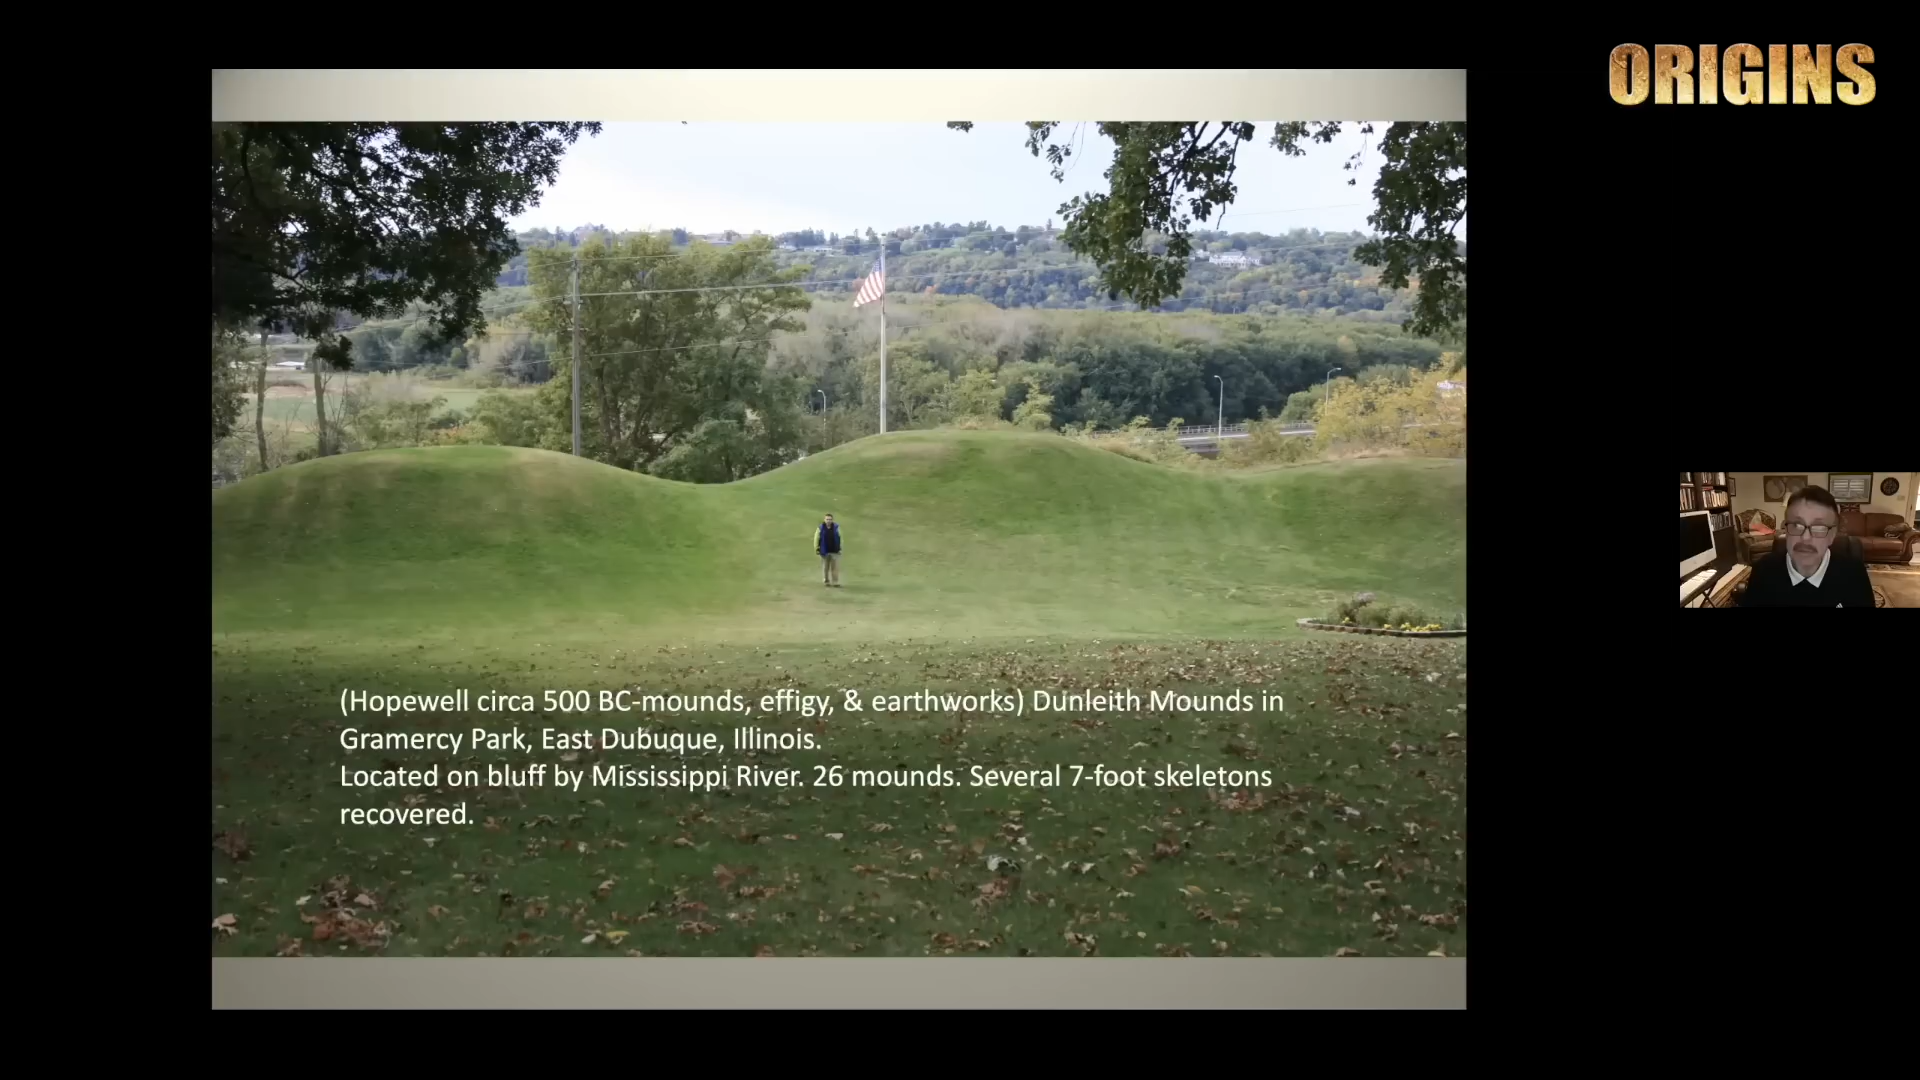 ORIGINS
(Hopewell circa 500 BC-mounds, effigy, & earthworks) Dunleith Mounds in
Gramercy Park, East Dubuque, Illinois.
Located on bluff by Mississippi River. 26 mounds. Several 7-foot skeletons
recovered.